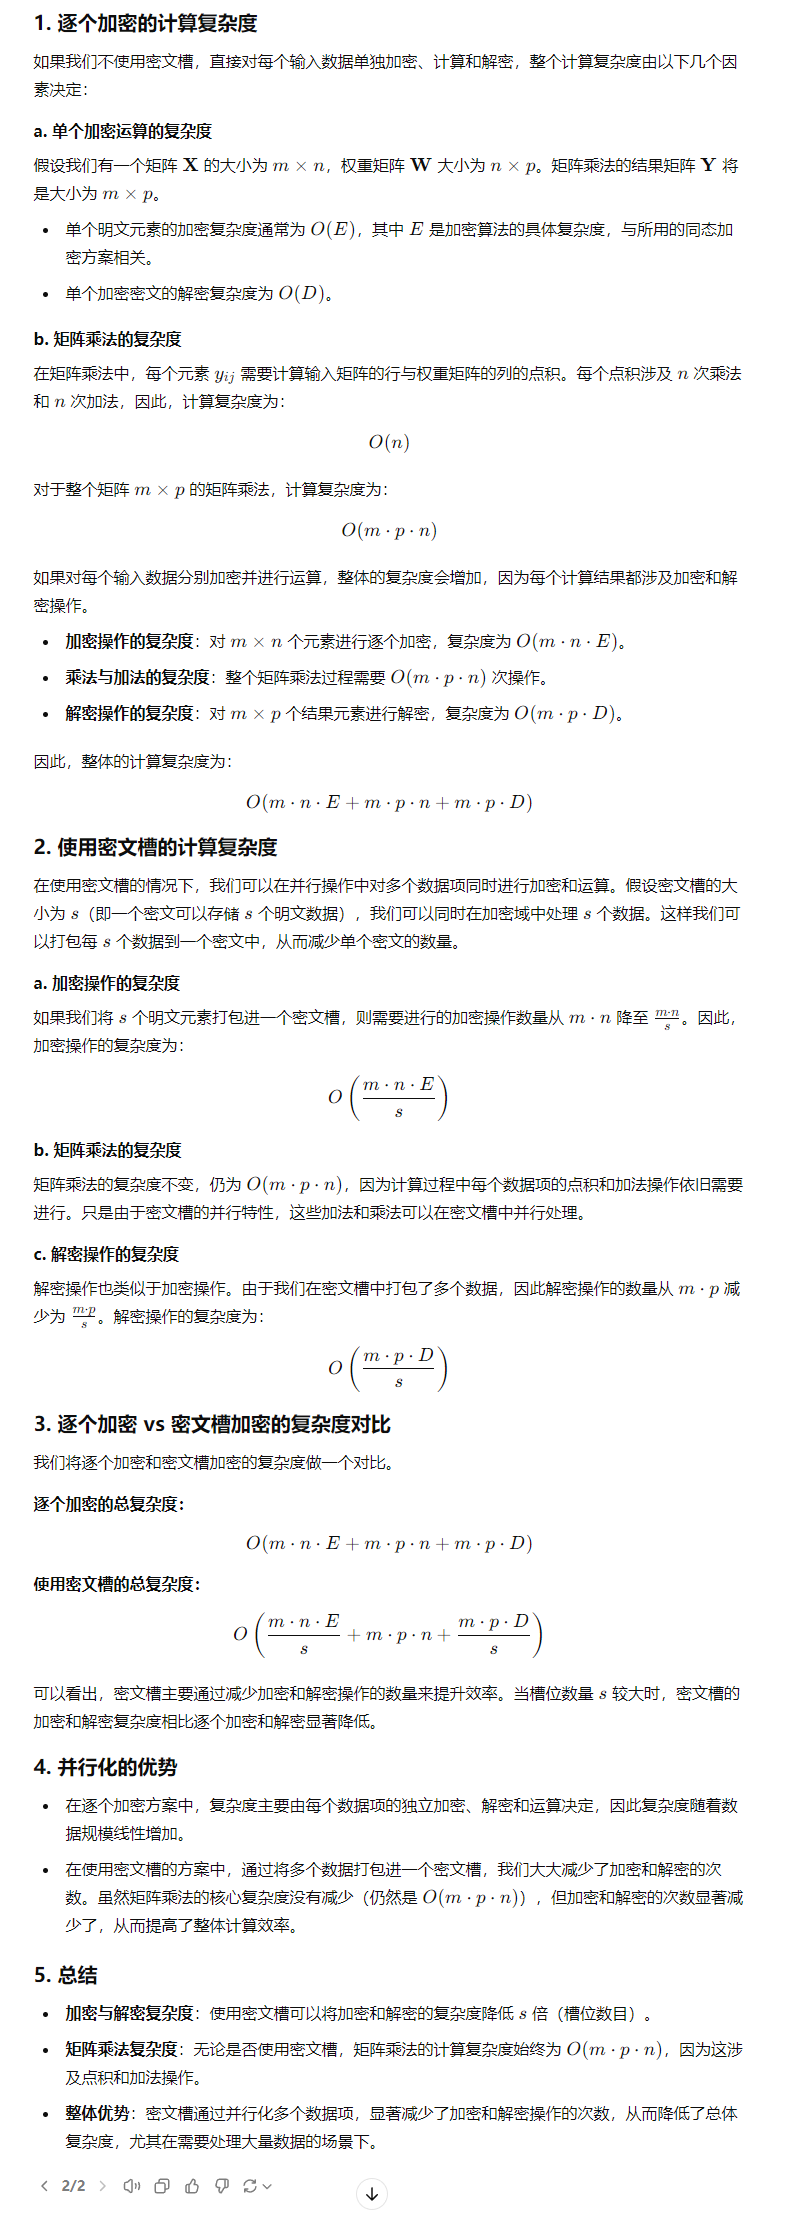 1. 逐个加密的计算复杂度
如果我们不使用密文槽，直接对每个输入数据单独加密、计算和解密，整个计算复杂度由以下几个因
素决定：
a. 单个加密运算的复杂度
假设我们有一个矩阵 X 的大小为 m × n，权重矩阵 W 大小为 n × p。矩阵乘法的结果矩阵 Y 将
是大小为 m × p。
• 单个明文元素的加密复杂度通常为 O(E)，其中 E 是加密算法的具体复杂度，与所用的同态加
密方案相关。
• 单个加密密文的解密复杂度为 O(D)。
b. 矩阵乘法的复杂度
在矩阵乘法中，每个元素 y_{ij} 需要计算输入矩阵的行与权重矩阵的列的点积。每个点积涉及 n 次乘法
和 n 次加法，因此，计算复杂度为：
O(n)
对于整个矩阵 m × p 的矩阵乘法，计算复杂度为：
O(m · p · n)
如果对每个输入数据分别加密并进行运算，整体的复杂度会增加，因为每个计算结果都涉及加密和解
密操作。
• 加密操作的复杂度：对 m × n 个元素进行逐个加密，复杂度为 O(m · n · E)。
• 乘法与加法的复杂度：整个矩阵乘法过程需要 O(m · p · n) 次操作。
• 解密操作的复杂度：对 m × p 个结果元素进行解密，复杂度为 O(m · p · D)。
因此，整体的计算复杂度为：
O(m · n · E + m · p · n + m · p · D)
2. 使用密文槽的计算复杂度
在使用密文槽的情况下，我们可以在并行操作中对多个数据项同时进行加密和运算。假设密文槽的大
小为 s（即一个密文可以存储 s 个明文数据），我们可以同时在加密域中处理 s 个数据。这样我们可
以打包每 s 个数据到一个密文中，从而减少单个密文的数量。
a. 加密操作的复杂度
如果我们将 s 个明文元素打包进一个密文槽，则需要进行的加密操作数量从 m · n 降至 \frac{m·n}{s}。因此，
加密操作的复杂度为：
O(\frac{m · n · E}{s})
b. 矩阵乘法的复杂度
矩阵乘法的复杂度不变，仍为 O(m · p · n)，因为计算过程中每个数据项的点积和加法操作依旧需要
进行。只是由于密文槽的并行特性，这些加法和乘法可以在密文槽中并行处理。
c. 解密操作的复杂度
解密操作也类似于加密操作。由于我们在密文槽中打包了多个数据，因此解密操作的数量从 m · p 减
少为 \frac{m·p}{s}。解密操作的复杂度为：
O(\frac{m · p · D}{s})
3. 逐个加密 vs 密文槽加密的复杂度对比
我们将逐个加密和密文槽加密的复杂度做一个对比。
逐个加密的总复杂度：
O(m · n · E + m · p · n + m · p · D)
使用密文槽的总复杂度：
O(\frac{m · n · E}{s} + m · p · n + \frac{m · p · D}{s})
可以看出，密文槽主要通过减少加密和解密操作的数量来提升效率。当槽位数量 s 较大时，密文槽的
加密和解密复杂度相比逐个加密和解密显著降低。
4. 并行化的优势
• 在逐个加密方案中，复杂度主要由每个数据项的独立加密、解密和运算决定，因此复杂度随着数
据规模线性增加。
• 在使用密文槽的方案中，通过将多个数据打包进一个密文槽，我们大大减少了加密和解密的次
数。虽然矩阵乘法的核心复杂度没有减少（仍然是 O(m · p · n)），但加密和解密的次数显著减
少了，从而提高了整体计算效率。
5. 总结
• 加密与解密复杂度：使用密文槽可以将加密和解密的复杂度降低 s 倍（槽位数目）。
• 矩阵乘法复杂度：无论是否使用密文槽，矩阵乘法的计算复杂度始终为 O(m · p · n)，因为这涉
及点积和加法操作。
• 整体优势：密文槽通过并行化多个数据项，显著减少了加密和解密操作的次数，从而降低了总体
复杂度，尤其在需要处理大量数据的场景下。
2/2